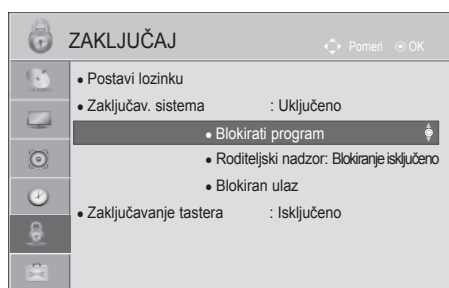 ZAKLJUČAJ
Pomeri OK
• Postavi lozinku
• Zaključav. sistema : Uključeno
• Blokirati program
• Roditeljski nadzor: Blokiranje isključeno
• Blokiran ulaz
• Zaključavanje tastera : Isključeno